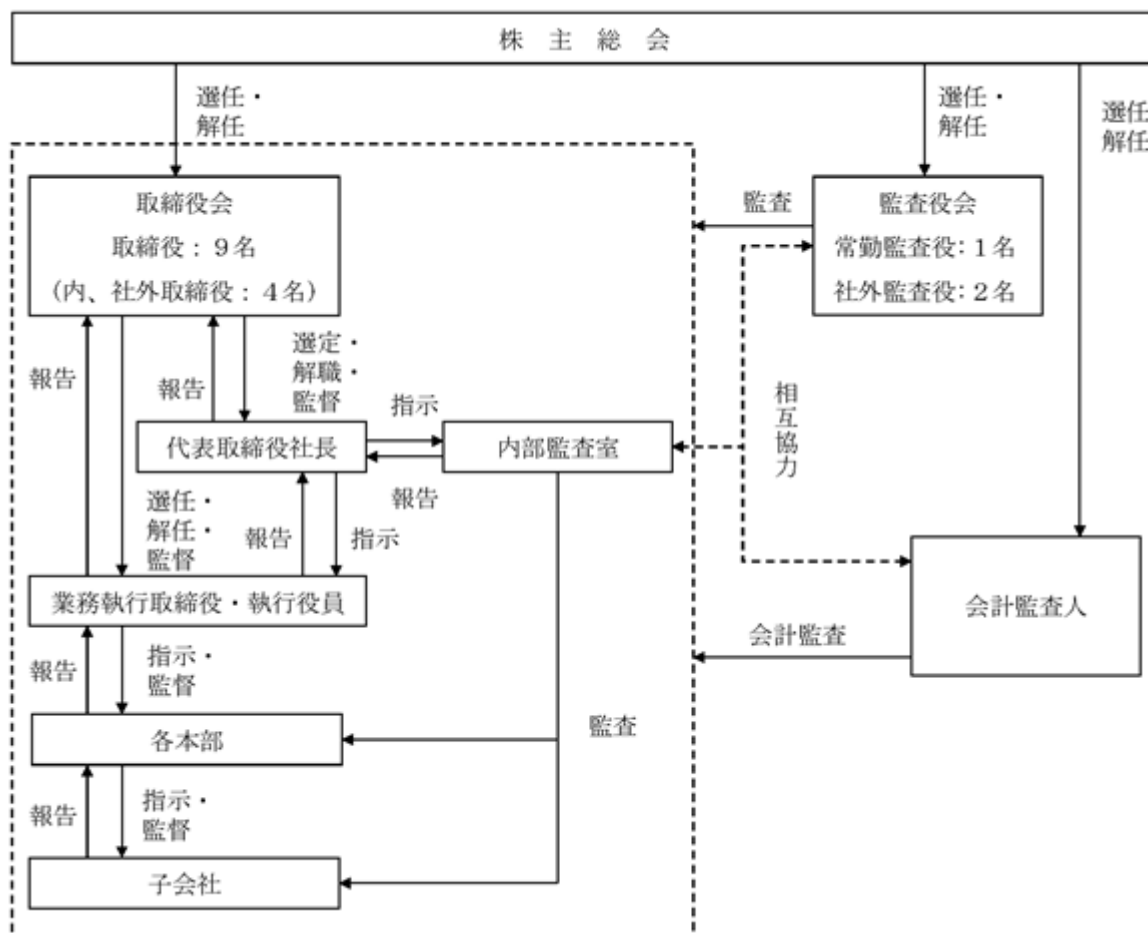 株 主 総 会
選任・
解任
選任・
解任
選任
解任
取締役会
取締役：９名
（内、社外取締役：４名）
監査
監査役会
常勤監査役：１名
社外監査役：２名
報告
報告
選定・
解職・
監督
指示
相互協力
代表取締役社長
内部監査室
報告
選任・
解任・
監督
報告
指示
業務執行取締役・執行役員
会計監査人
会計監査
報告
指示・
監督
各本部
監査
報告
指示・
監督
子会社